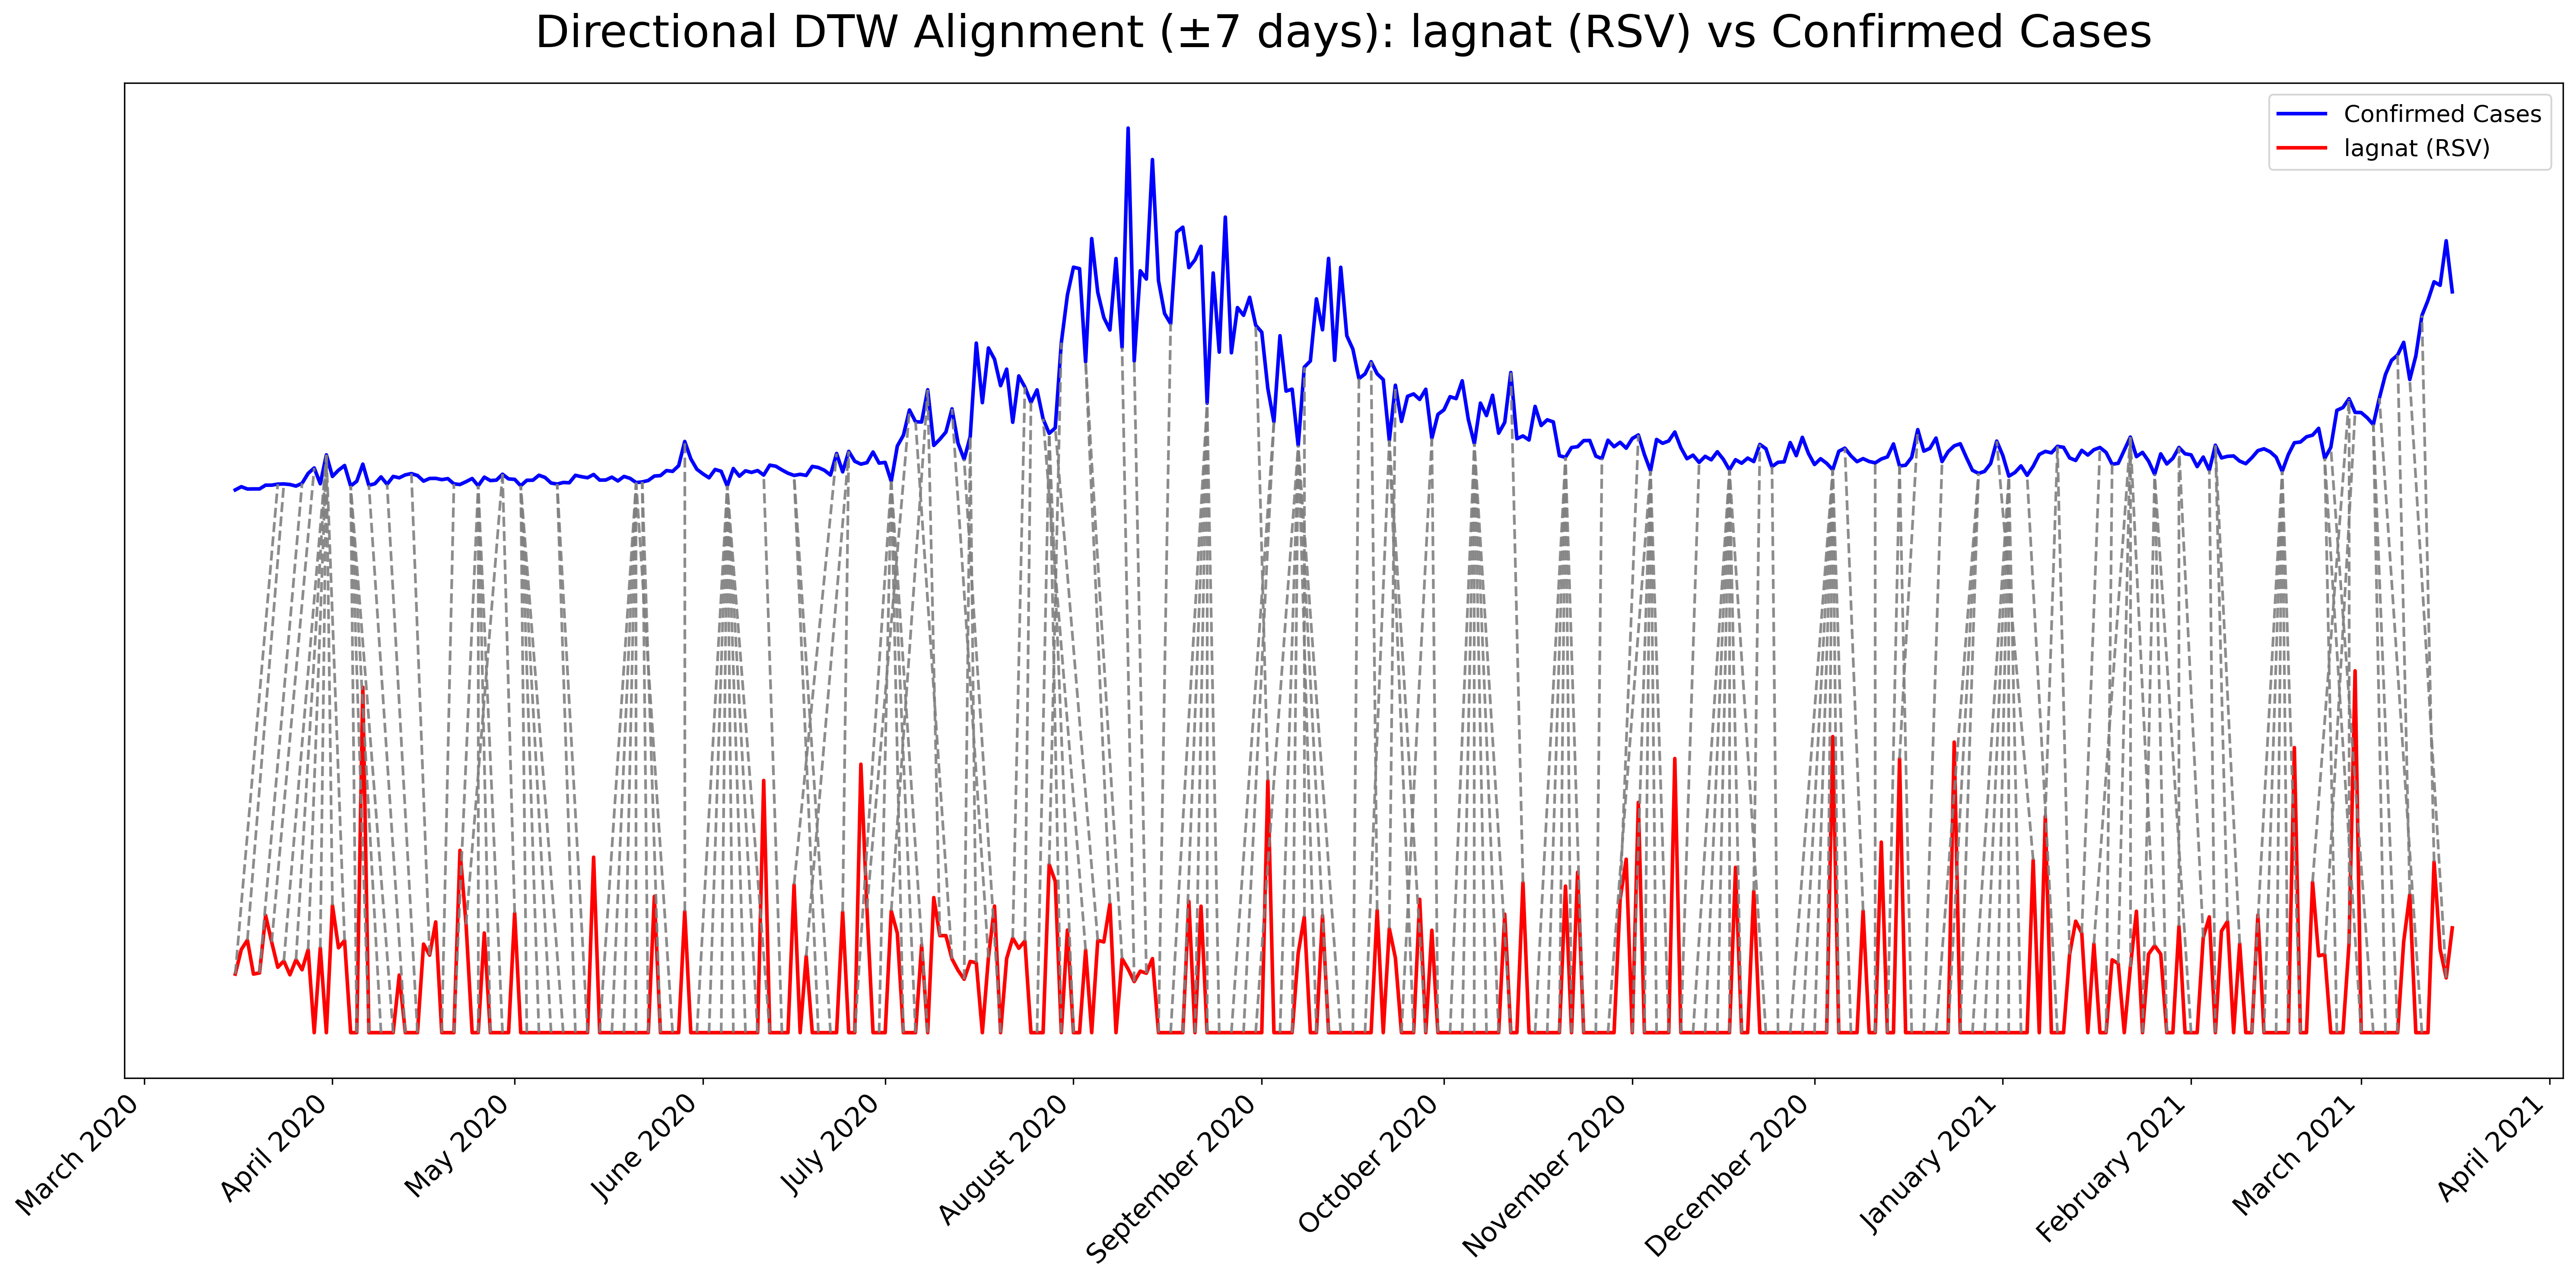 Directional DTW Alignment (±7 days): lagnat (RSV) vs Confirmed Cases
Confirmed Cases
lagnat (RSV)
March 2020
April 2020
May 2020
June 2020
July 2020
August 2020
September 2020
October 2020
November 2020
December 2020
January 2021
February 2021
March 2021
April 2021